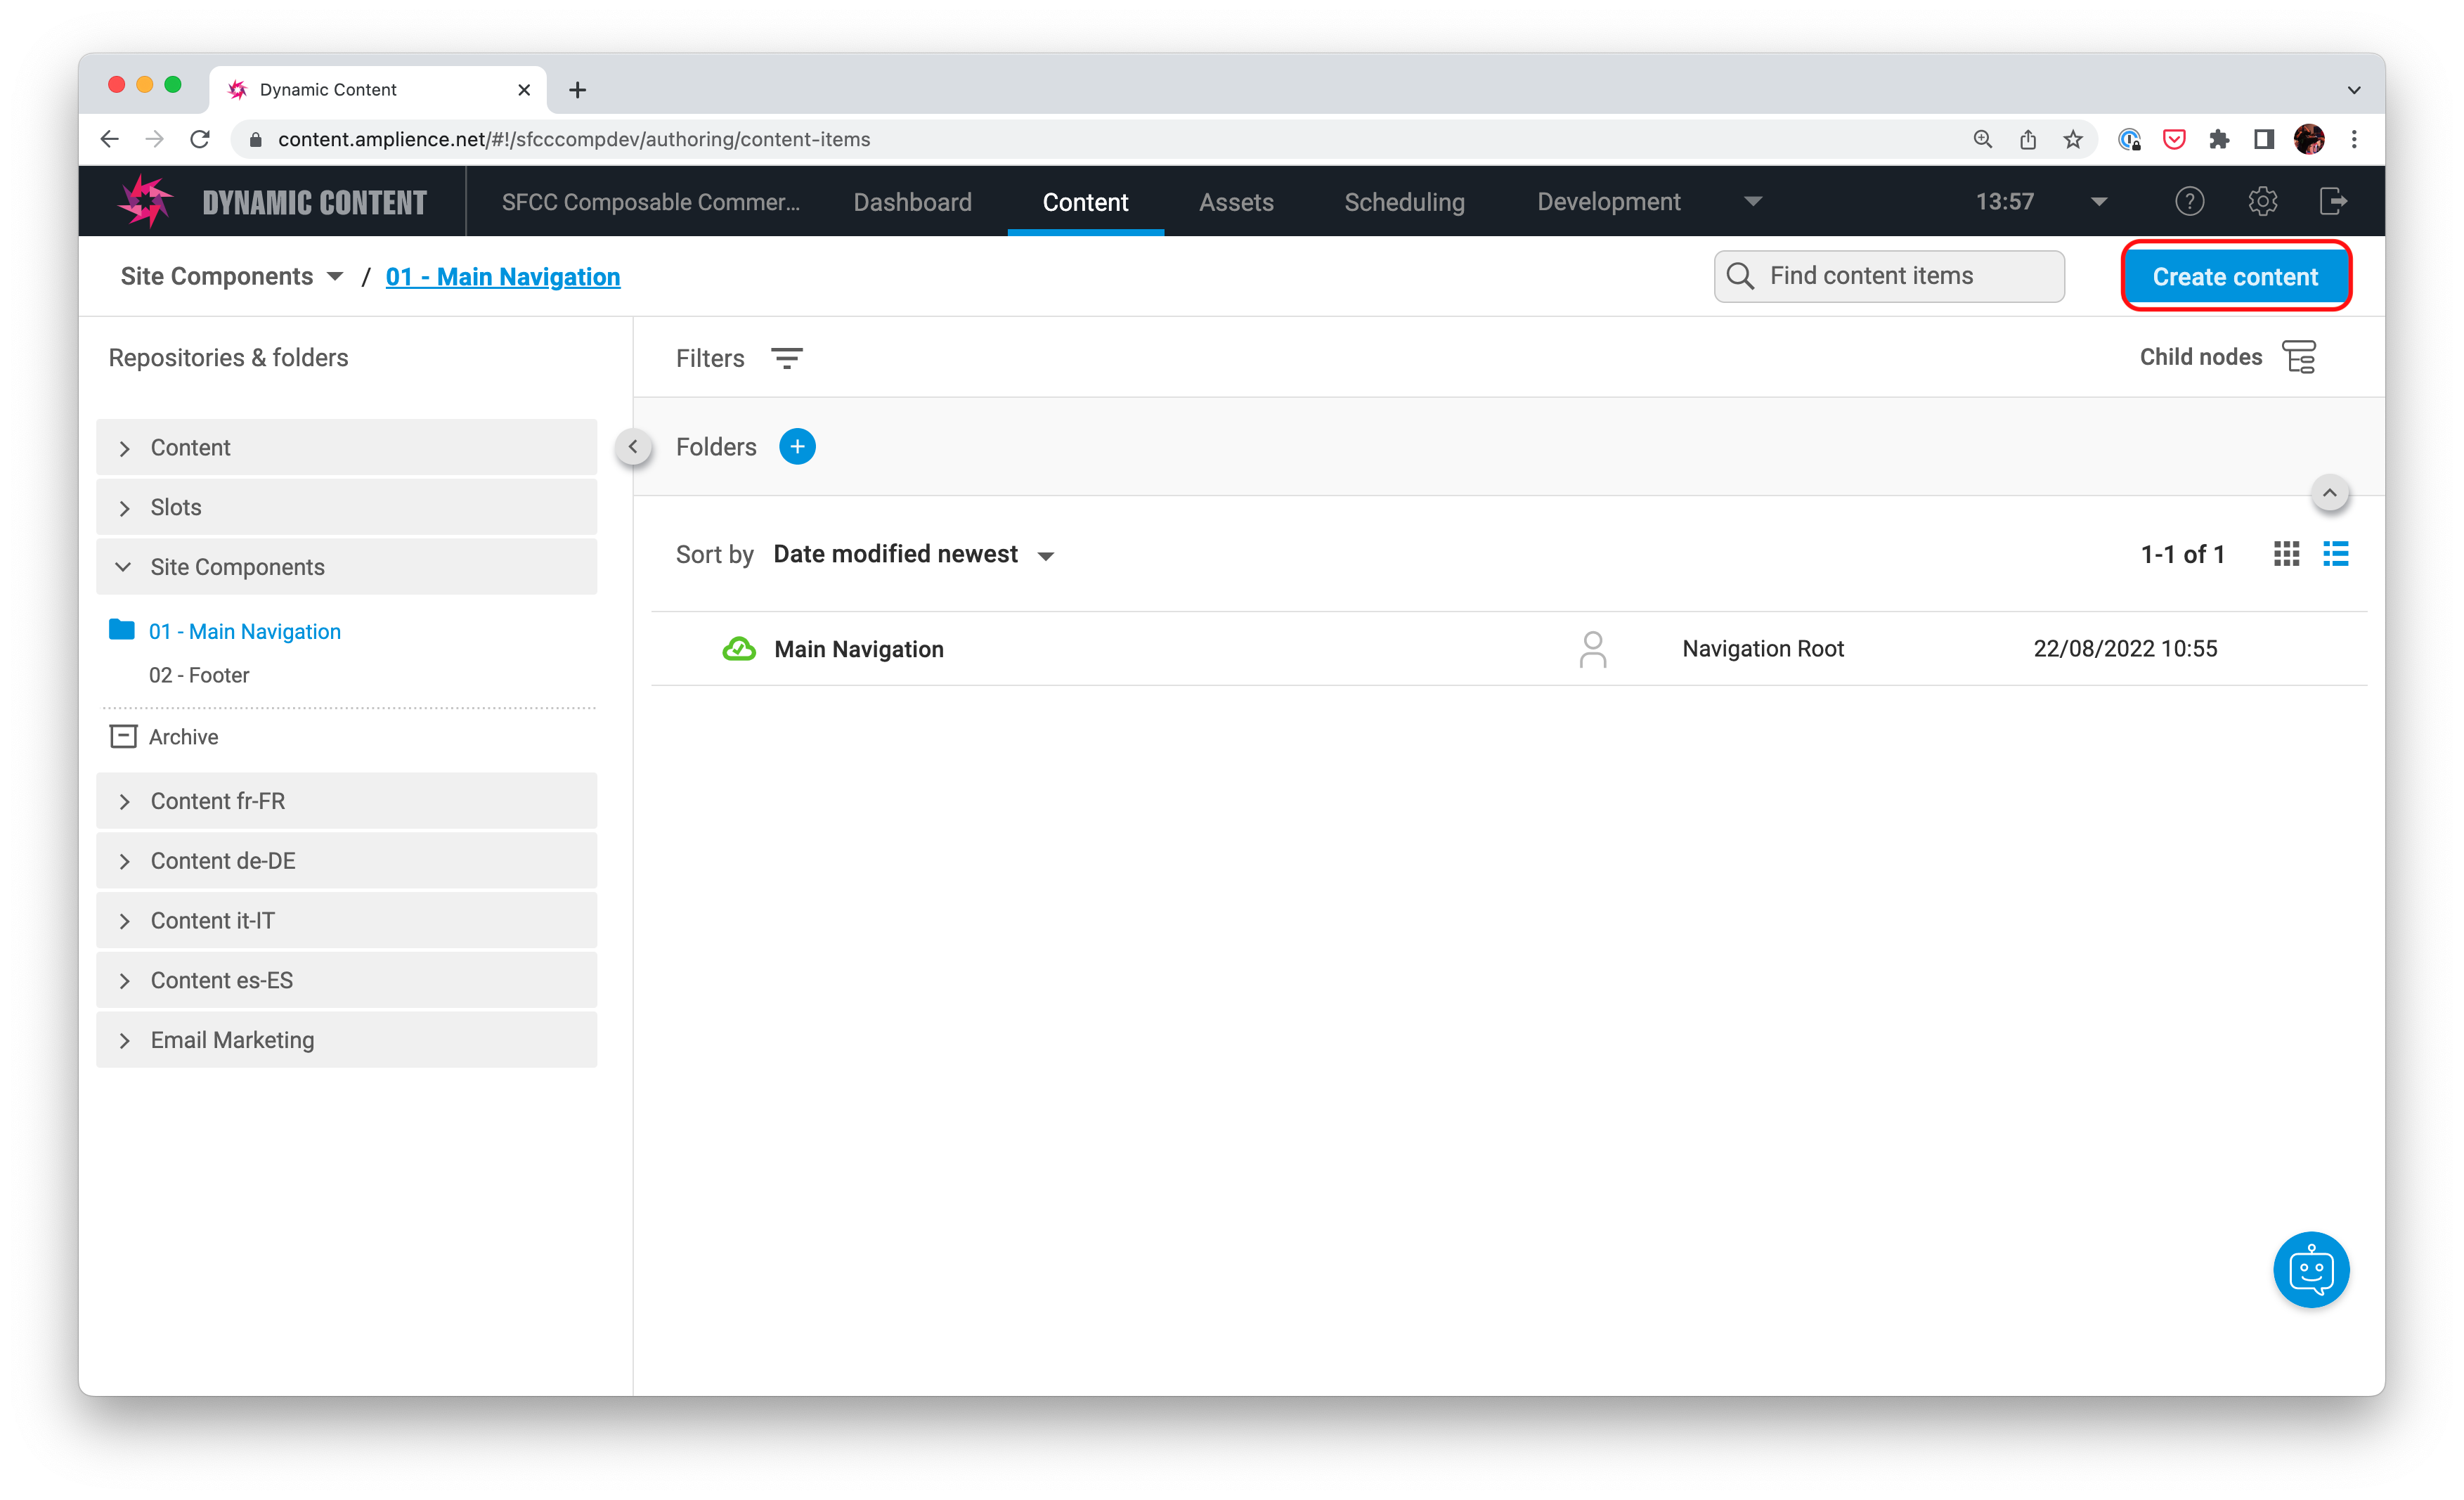 Dynamic Content
content.amplience.net/#!/sfcccompdev/authoring/content-items
DYNAMIC CONTENT
SFCC Composable Commer...
Dashboard
Content
Assets
Scheduling
Development
13:57
Site Components / 01 - Main Navigation
Find content items
Create content
Repositories & folders
Content
Slots
Site Components
01 - Main Navigation
02 - Footer
Archive
Content fr-FR
Content de-DE
Content it-IT
Content es-ES
Email Marketing
Filters
Child nodes
Folders
Sort by Date modified newest
1-1 of 1
Main Navigation
Navigation Root
22/08/2022 10:55